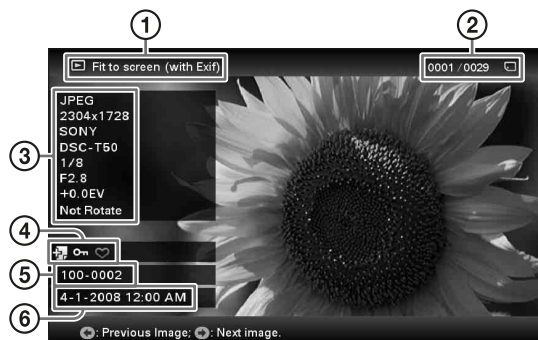 1
2
Fit to screen (with Exif)
0001/0029
3
JPEG
2304x1728
SONY
DSC-T50
1/8
F2.8
+0.0EV
Not Rotate
4
5
100-0002
4-1-2008 12:00 AM
6
: Previous Image; : Next image.